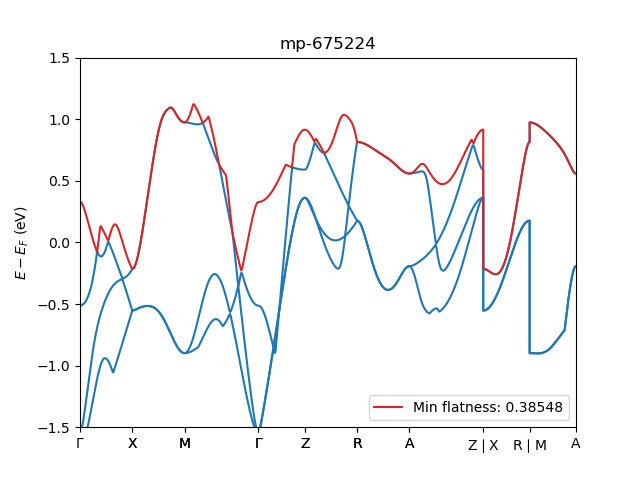 mp-675224
E − E_F (eV)
1.5
1.0
0.5
0.0
−0.5
−1.0
−1.5
Min flatness: 0.38548
Γ X M Γ Z R A Z | X R | M A